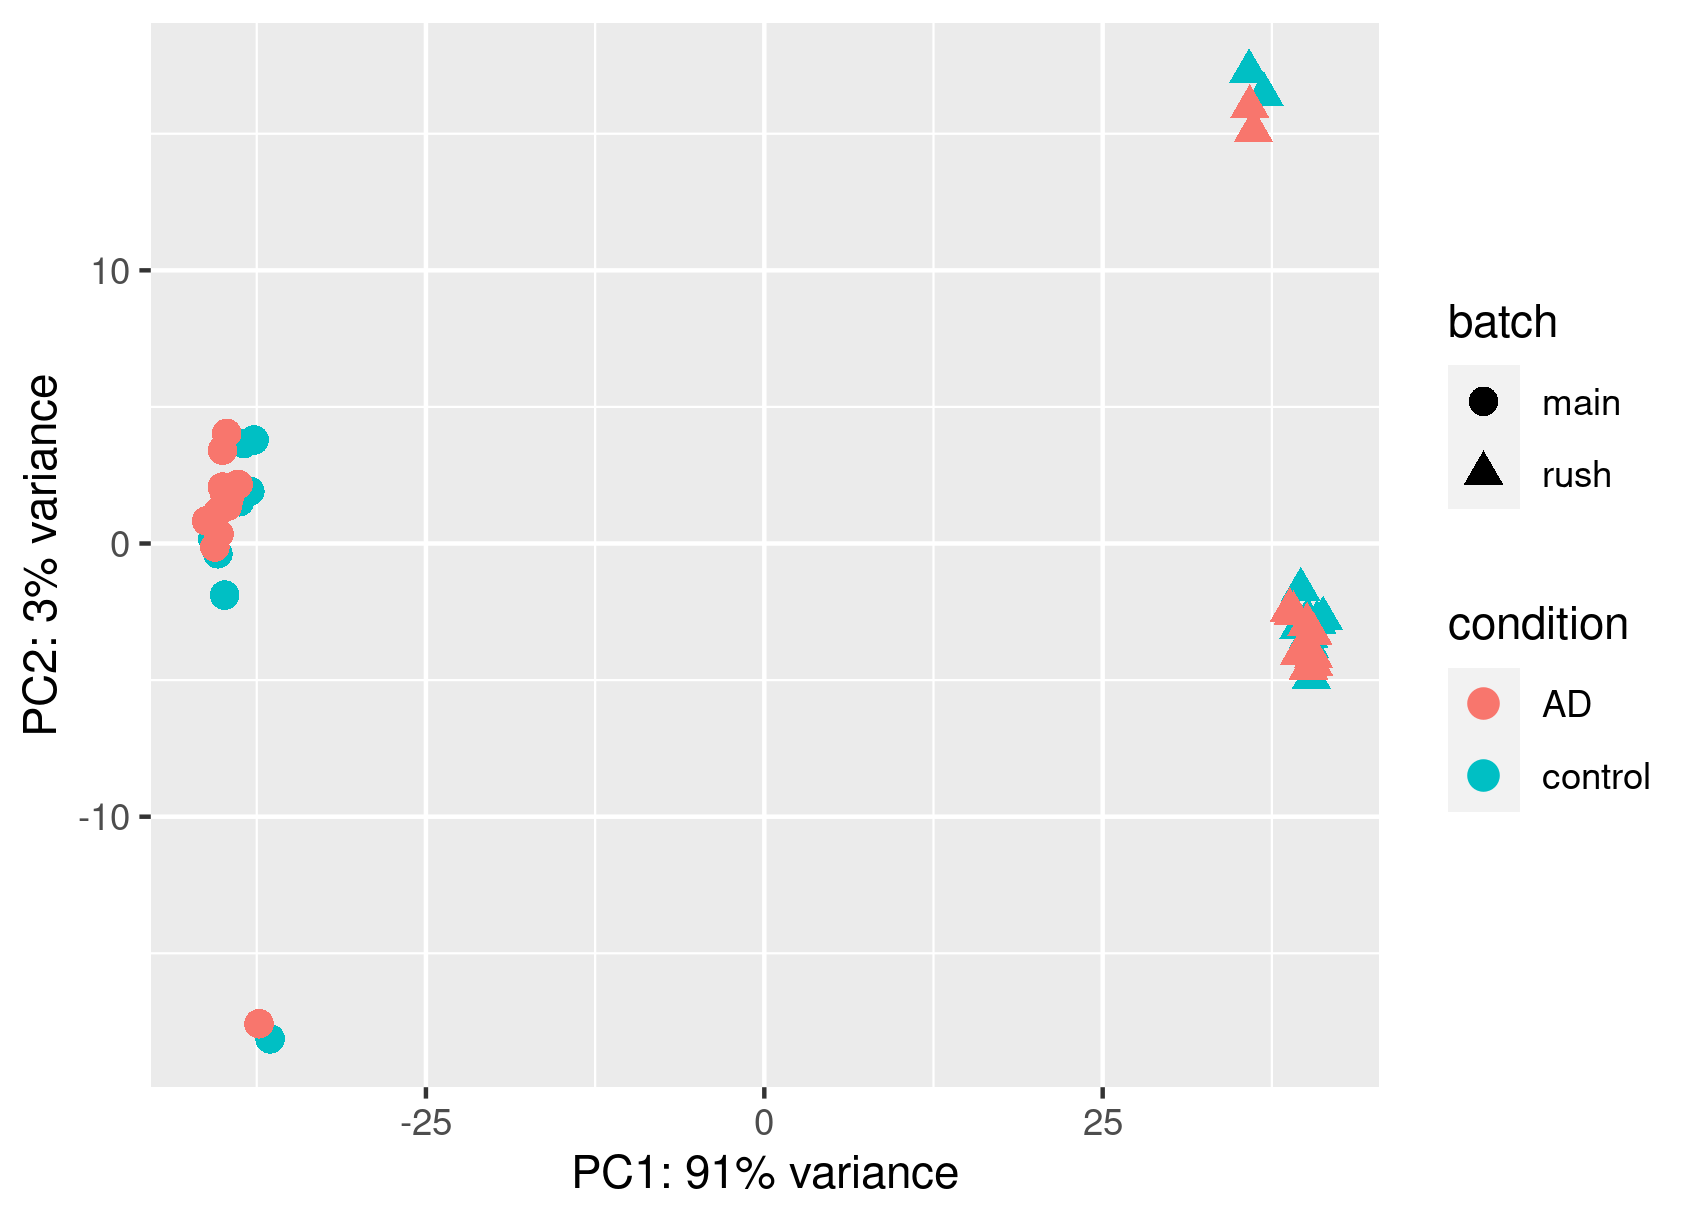 10
0
-10
PC2: 3% variance
-25
0
25
PC1: 91% variance
batch
main
rush
condition
AD
control